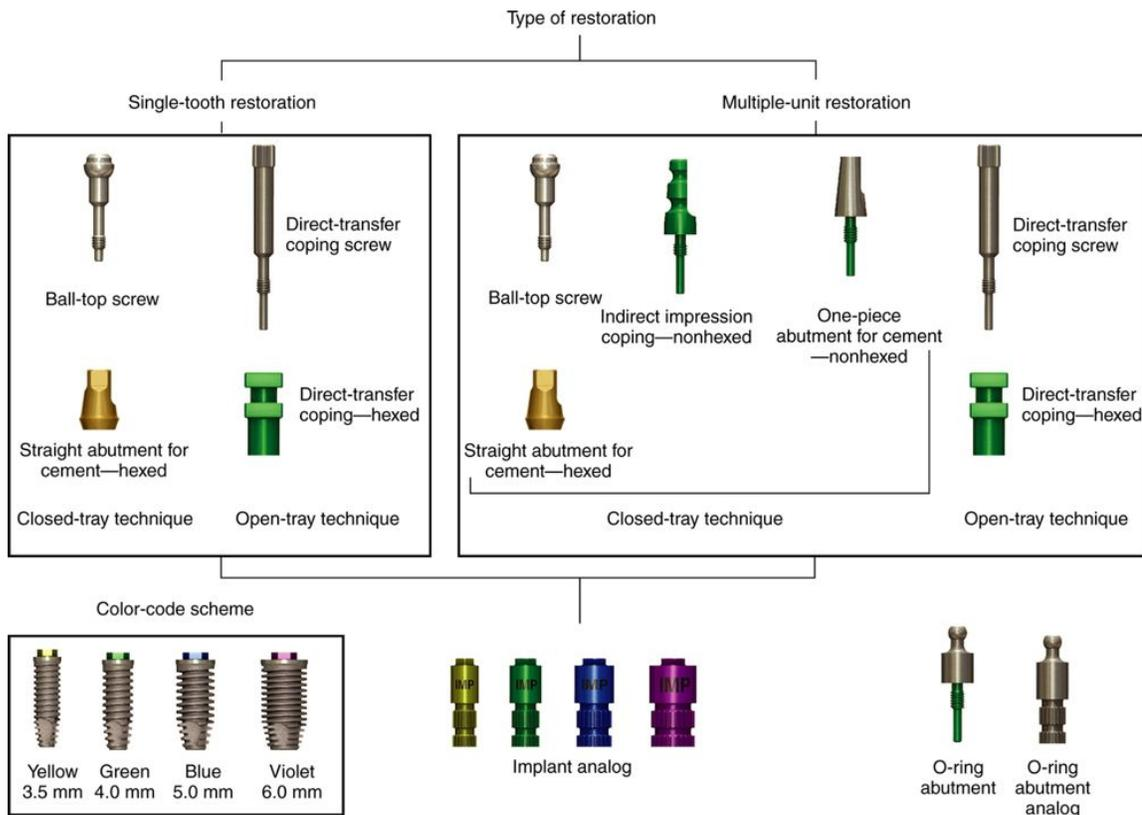 Type of restoration
Single-tooth restoration
Multiple-unit restoration
Ball-top screw
Direct-transfer
coping screw
Straight abutment for
cement—hexed
Direct-transfer
coping—hexed
Closed-tray technique
Open-tray technique
Ball-top screw
Indirect impression
coping—nonhexed
One-piece
abutment for cement
—nonhexed
Direct-transfer
coping screw
Straight abutment for
cement—hexed
Direct-transfer
coping—hexed
Closed-tray technique
Open-tray technique
Color-code scheme
Yellow
3.5 mm
Green
4.0 mm
Blue
5.0 mm
Violet
6.0 mm
IMP
IMP
IMP
IMP
Implant analog
O-ring
abutment
O-ring
abutment
analog